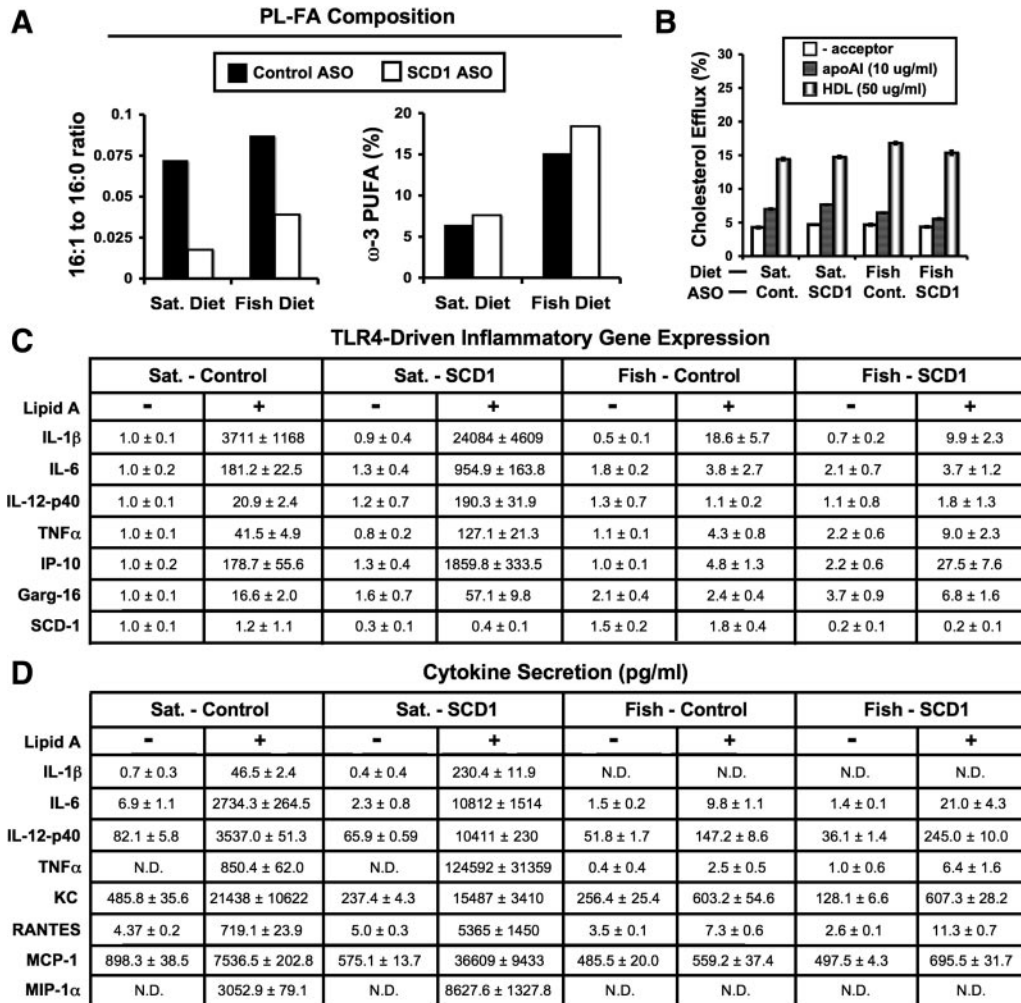 A
PL-FA Composition
Control ASO SCD1 ASO
16:1 to 16:0 ratio
0.1
0.075
0.05
0.025
0
Sat. Diet Fish Diet
ω-3 PUFA (%)
20
15
10
5
0
Sat. Diet Fish Diet
B
- acceptor
apoAI (10 ug/ml)
HDL (50 ug/ml)
Cholesterol Efflux (%)
30
25
20
15
10
5
0
Diet — Sat. Sat. Fish Fish
ASO — Cont. SCD1 Cont. SCD1
C
TLR4-Driven Inflammatory Gene Expression
Sat. - Control Sat. - SCD1 Fish - Control Fish - SCD1
Lipid A - + - + - + - +
IL-1β 1.0 ± 0.1 3711 ± 1168 0.9 ± 0.4 24084 ± 4609 0.5 ± 0.1 18.6 ± 5.7 0.7 ± 0.2 9.9 ± 2.3
IL-6 1.0 ± 0.2 181.2 ± 22.5 1.3 ± 0.4 954.9 ± 163.8 1.8 ± 0.2 3.8 ± 2.7 2.1 ± 0.7 3.7 ± 1.2
IL-12-p40 1.0 ± 0.1 20.9 ± 2.4 1.2 ± 0.7 190.3 ± 31.9 1.3 ± 0.7 1.1 ± 0.2 1.1 ± 0.8 1.8 ± 1.3
TNFα 1.0 ± 0.1 41.5 ± 4.9 0.8 ± 0.2 127.1 ± 21.3 1.1 ± 0.1 4.3 ± 0.8 2.2 ± 0.6 9.0 ± 2.3
IP-10 1.0 ± 0.2 178.7 ± 55.6 1.3 ± 0.4 1859.8 ± 333.5 1.0 ± 0.1 4.8 ± 1.3 2.2 ± 0.6 27.5 ± 7.6
Garg-16 1.0 ± 0.1 16.6 ± 2.0 1.6 ± 0.7 57.1 ± 9.8 2.1 ± 0.4 2.4 ± 0.4 3.7 ± 0.9 6.8 ± 1.6
SCD-1 1.0 ± 0.1 1.2 ± 1.1 0.3 ± 0.1 0.4 ± 0.1 1.5 ± 0.2 1.8 ± 0.4 0.2 ± 0.1 0.2 ± 0.1
D
Cytokine Secretion (pg/ml)
Sat. - Control Sat. - SCD1 Fish - Control Fish - SCD1
Lipid A - + - + - + - +
IL-1β 0.7 ± 0.3 46.5 ± 2.4 0.4 ± 0.4 230.4 ± 11.9 N.D. N.D. N.D. N.D.
IL-6 6.9 ± 1.1 2734.3 ± 264.5 2.3 ± 0.8 10812 ± 1514 1.5 ± 0.2 9.8 ± 1.1 1.4 ± 0.1 21.0 ± 4.3
IL-12-p40 82.1 ± 5.8 3537.0 ± 51.3 65.9 ± 0.59 10411 ± 230 51.8 ± 1.7 147.2 ± 8.6 36.1 ± 1.4 245.0 ± 10.0
TNFα N.D. 850.4 ± 62.0 N.D. 124592 ± 31359 0.4 ± 0.4 2.5 ± 0.5 1.0 ± 0.6 6.4 ± 1.6
KC 485.8 ± 35.6 21438 ± 10622 237.4 ± 4.3 15487 ± 3410 256.4 ± 25.4 603.2 ± 54.6 128.1 ± 6.6 607.3 ± 28.2
RANTES 4.37 ± 0.2 719.1 ± 23.9 5.0 ± 0.3 5365 ± 1450 3.5 ± 0.1 7.3 ± 0.6 2.6 ± 0.1 11.3 ± 0.7
MCP-1 898.3 ± 38.5 7536.5 ± 202.8 575.1 ± 13.7 36609 ± 9433 485.5 ± 20.0 559.2 ± 37.4 497.5 ± 4.3 695.5 ± 31.7
MIP-1α N.D. 3052.9 ± 79.1 N.D. 8627.6 ± 1327.8 N.D. N.D. N.D. N.D.